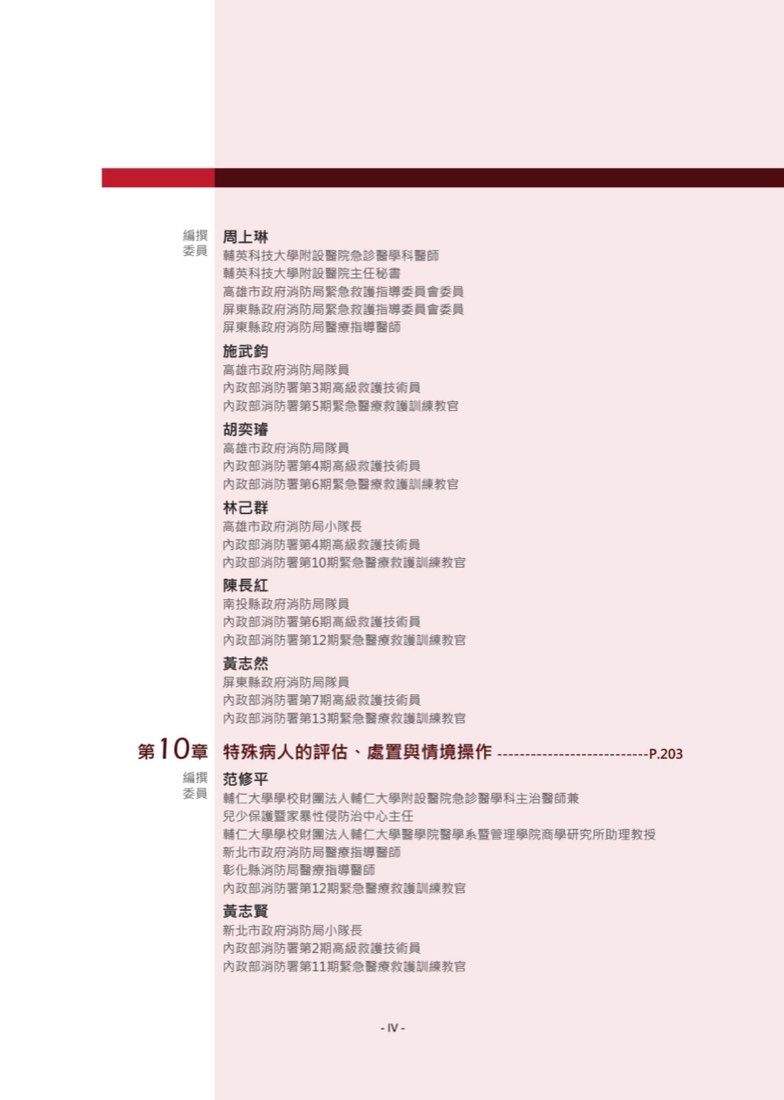 編撰
委員
周上琳
輔英科技大學附設醫院急診醫學科醫師
輔英科技大學附設醫院主任秘書
高雄市政府消防局緊急救護指導委員會委員
屏東縣政府消防局緊急救護指導委員會委員
屏東縣政府消防局醫療指導醫師
施武鈞
高雄市政府消防局隊員
內政部消防署第3期高級救護技術員
內政部消防署第5期緊急醫療救護訓練教官
胡奕璿
高雄市政府消防局隊員
內政部消防署第4期高級救護技術員
內政部消防署第6期緊急醫療救護訓練教官
林己群
高雄市政府消防局小隊長
內政部消防署第4期高級救護技術員
內政部消防署第10期緊急醫療救護訓練教官
陳長紅
南投縣政府消防局隊員
內政部消防署第6期高級救護技術員
內政部消防署第12期緊急醫療救護訓練教官
黃志然
屏東縣政府消防局隊員
內政部消防署第7期高級救護技術員
內政部消防署第13期緊急醫療救護訓練教官
第10章 特殊病人的評估、處置與情境操作 ---------------------------P.203
編撰
委員
范修平
輔仁大學學校財團法人輔仁大學附設醫院急診醫學科主治醫師兼
兒少保護暨家暴性侵防治中心主任
輔仁大學學校財團法人輔仁大學醫學院醫學系暨管理學院商學研究所助理教授
新北市政府消防局醫療指導醫師
彰化縣消防局醫療指導醫師
內政部消防署第12期緊急醫療救護訓練教官
黃志賢
新北市政府消防局小隊長
內政部消防署第2期高級救護技術員
內政部消防署第11期緊急醫療救護訓練教官
- IV -